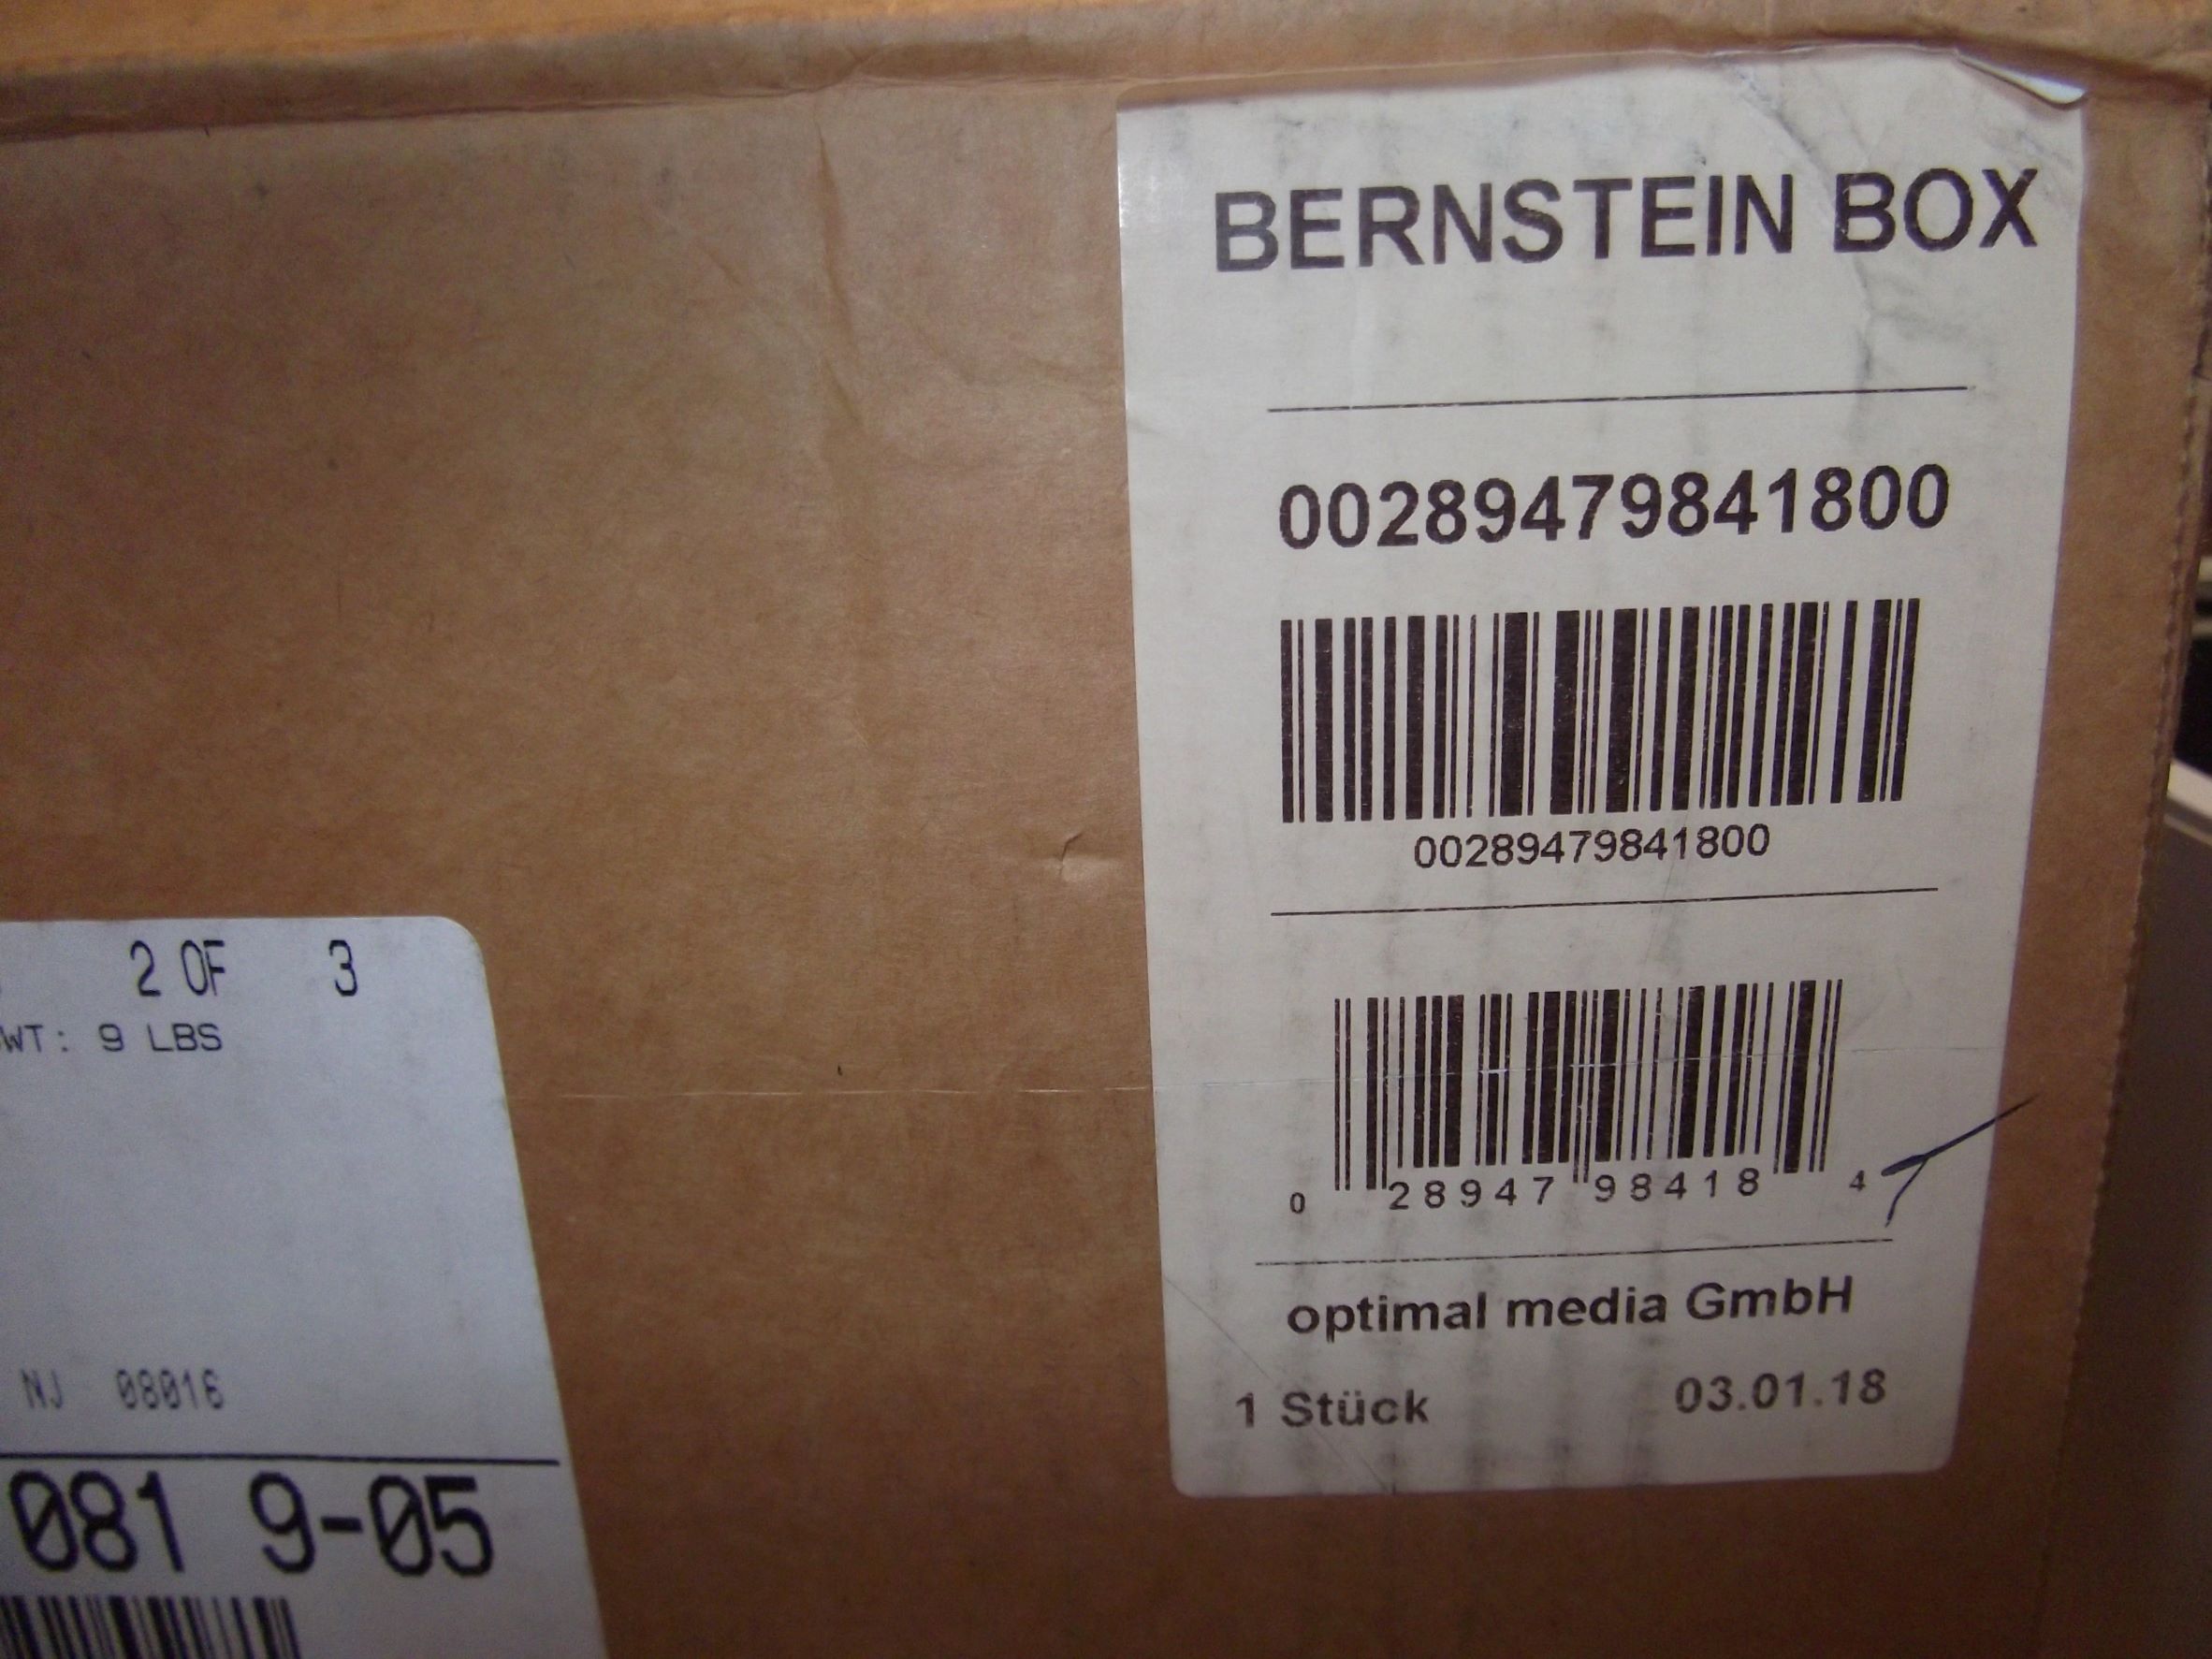 BERNSTEIN BOX
00289479841800
00289479841800
0 28947 98418 4
optimal media GmbH
1 Stück 03.01.18
2 OF 3
WT: 9 LBS
NJ 08016
081 9-05